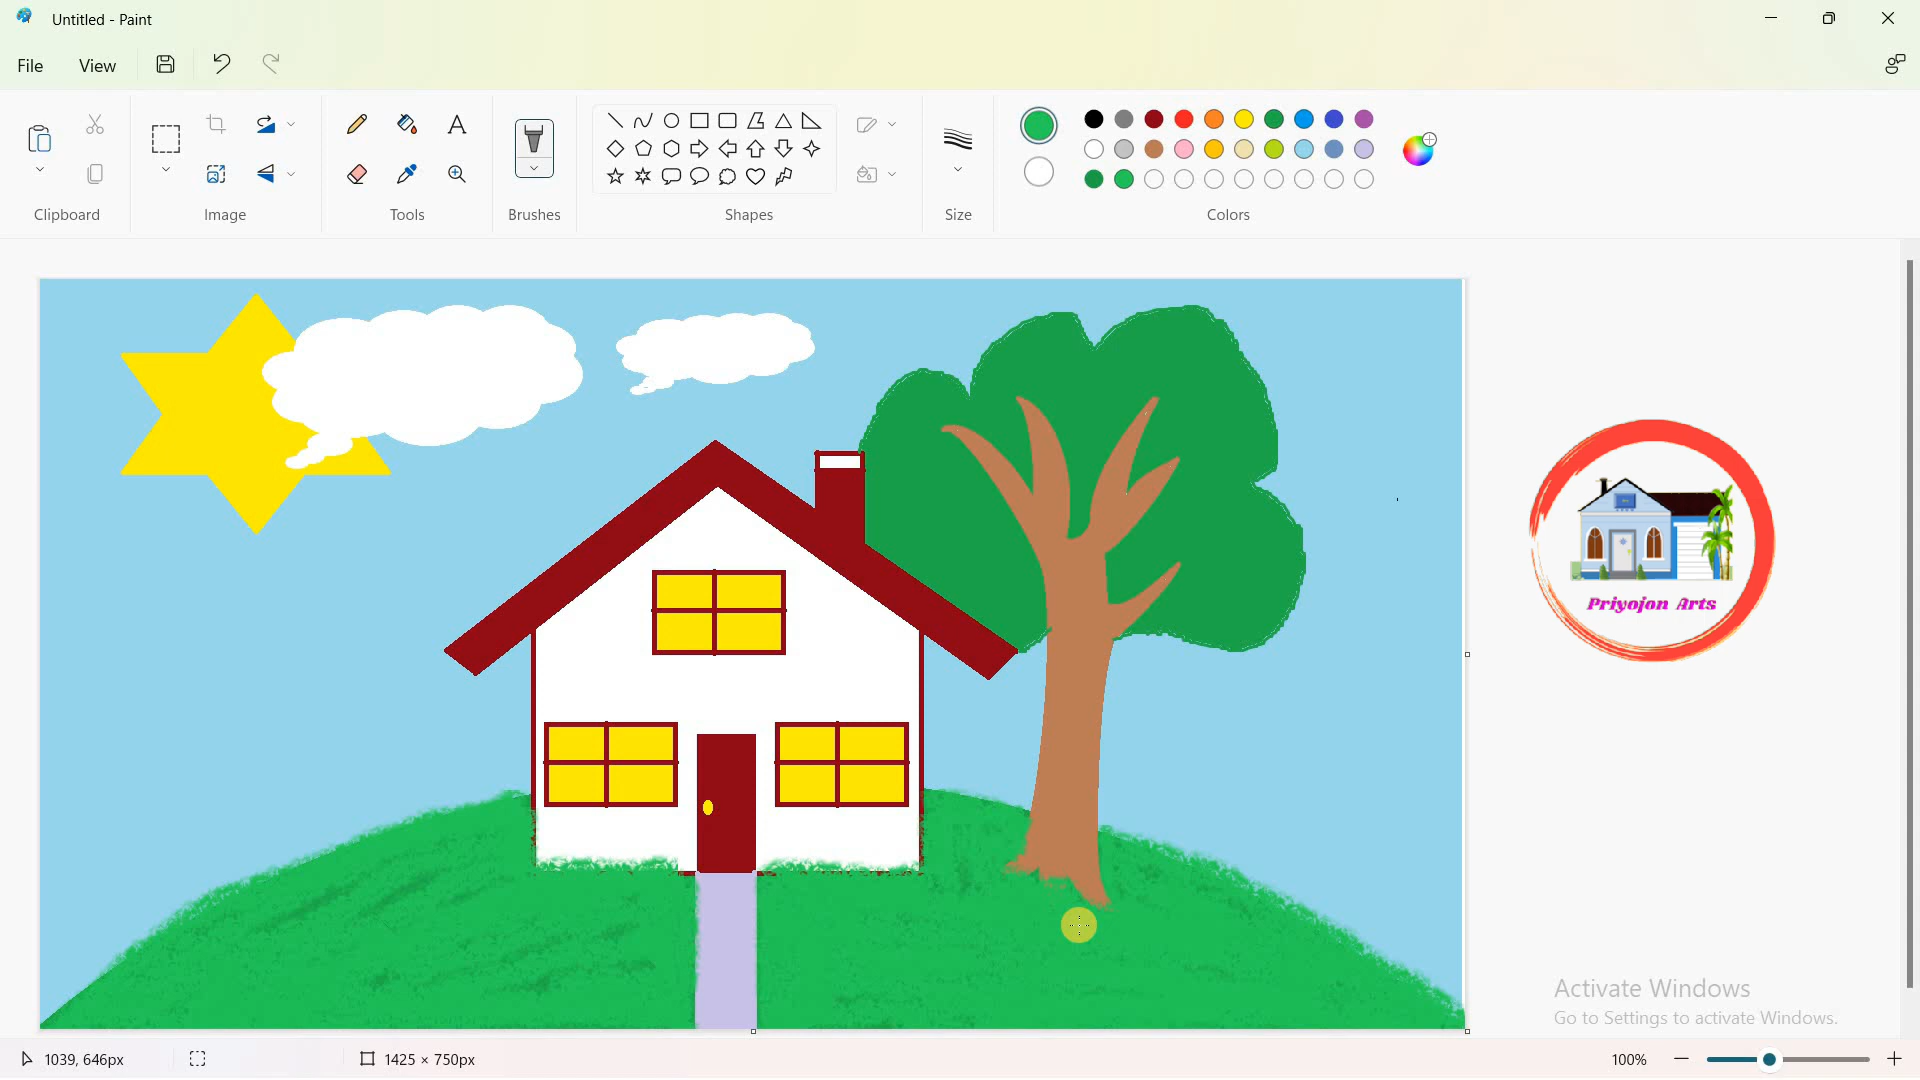 Untitled - Paint
File
View
Clipboard
Image
Tools
Brushes
Shapes
Size
Colors
Priyojon Arts
Activate Windows
Go to Settings to activate Windows.
1039, 646px
1425 × 750px
100%